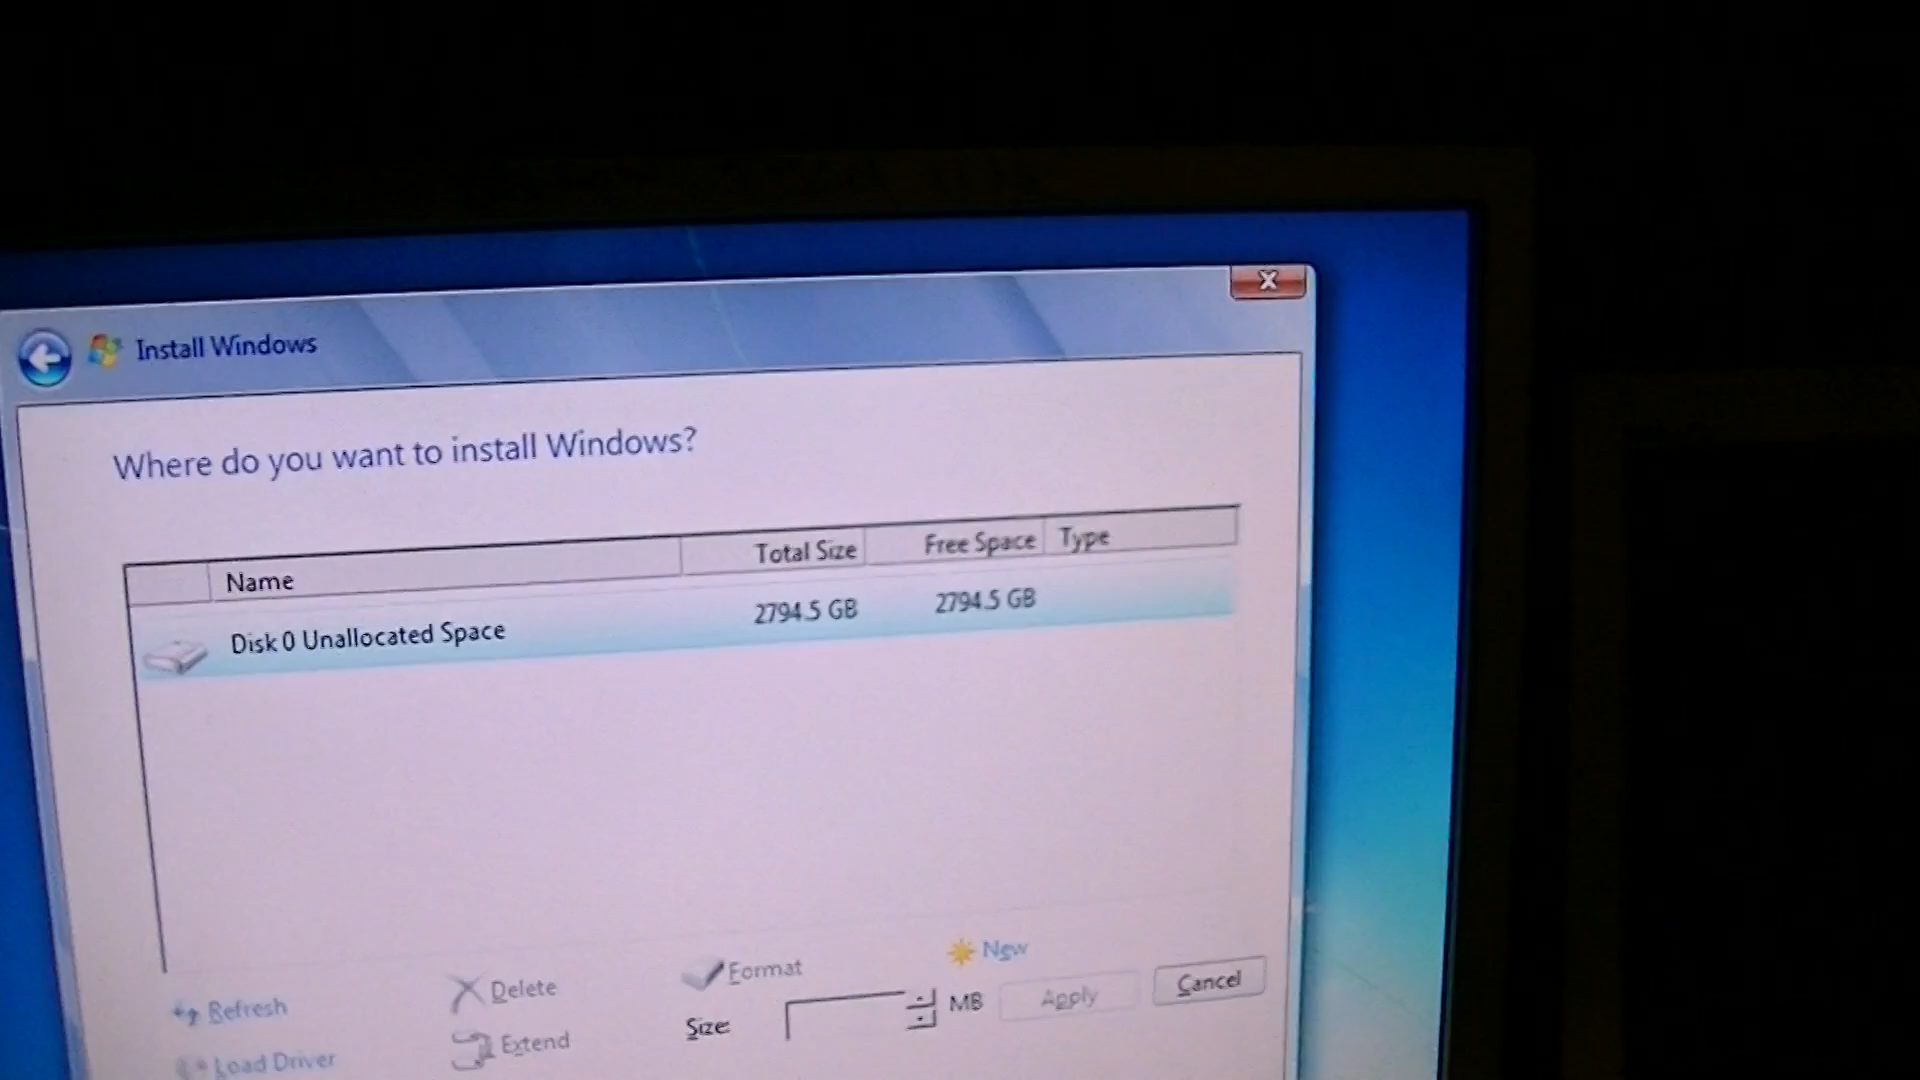 Install Windows
Where do you want to install Windows?
Name Total Size Free Space Type
Disk 0 Unallocated Space 2794.5 GB 2794.5 GB
Refresh Delete Format New
Load Driver Extend Size: MB Apply Cancel